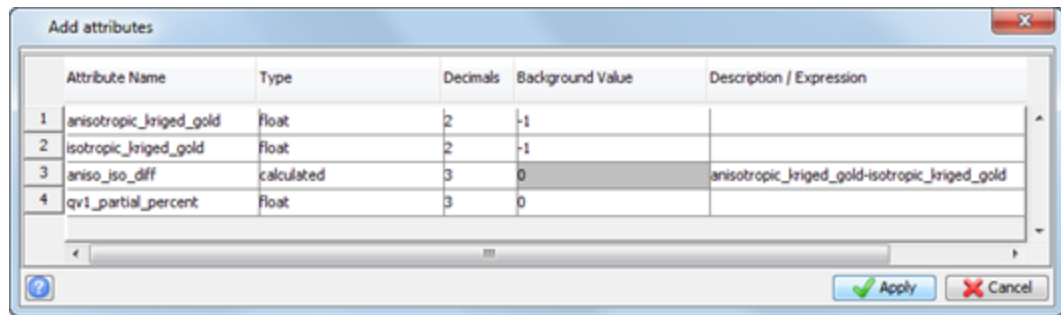 Add attributes
Attribute Name Type Decimals Background Value Description / Expression
1 anisotropic_kriged_gold float 2 -1
2 isotropic_kriged_gold float 2 -1
3 aniso_iso_diff calculated 3 0 anisotropic_kriged_gold-isotropic_kriged_gold
4 qv1_partial_percent float 3 0
? Apply Cancel